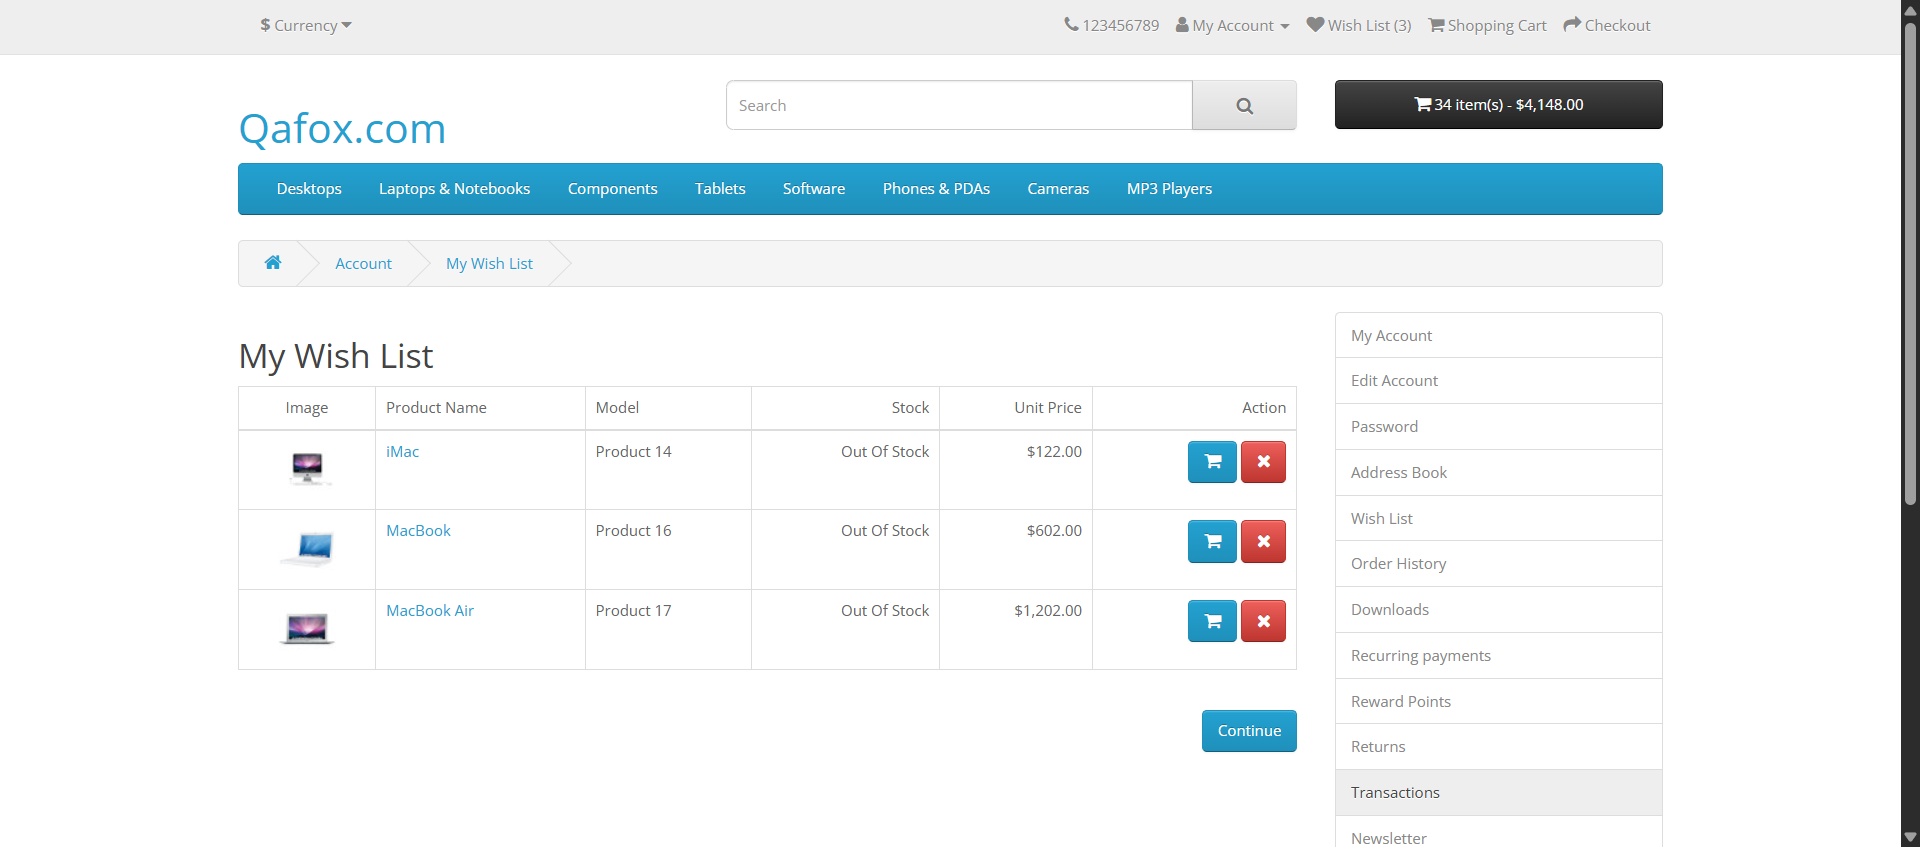 $ Currency
123456789 My Account Wish List (3) Shopping Cart Checkout
Qafox.com
Search
34 item(s) - $4,148.00
Desktops Laptops & Notebooks Components Tablets Software Phones & PDAs Cameras MP3 Players
Account My Wish List
My Wish List
Image Product Name Model Stock Unit Price Action
iMac Product 14 Out Of Stock $122.00
MacBook Product 16 Out Of Stock $602.00
MacBook Air Product 17 Out Of Stock $1,202.00
Continue
My Account
Edit Account
Password
Address Book
Wish List
Order History
Downloads
Recurring payments
Reward Points
Returns
Transactions
Newsletter